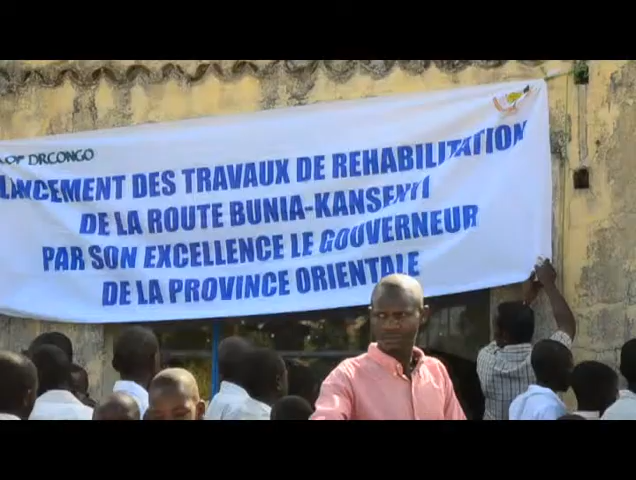 OF DRCONGO
LANCEMENT DES TRAVAUX DE REHABILITATION
DE LA ROUTE BUNIA-KANSENYI
PAR SON EXCELLENCE LE GOUVERNEUR
DE LA PROVINCE ORIENTALE